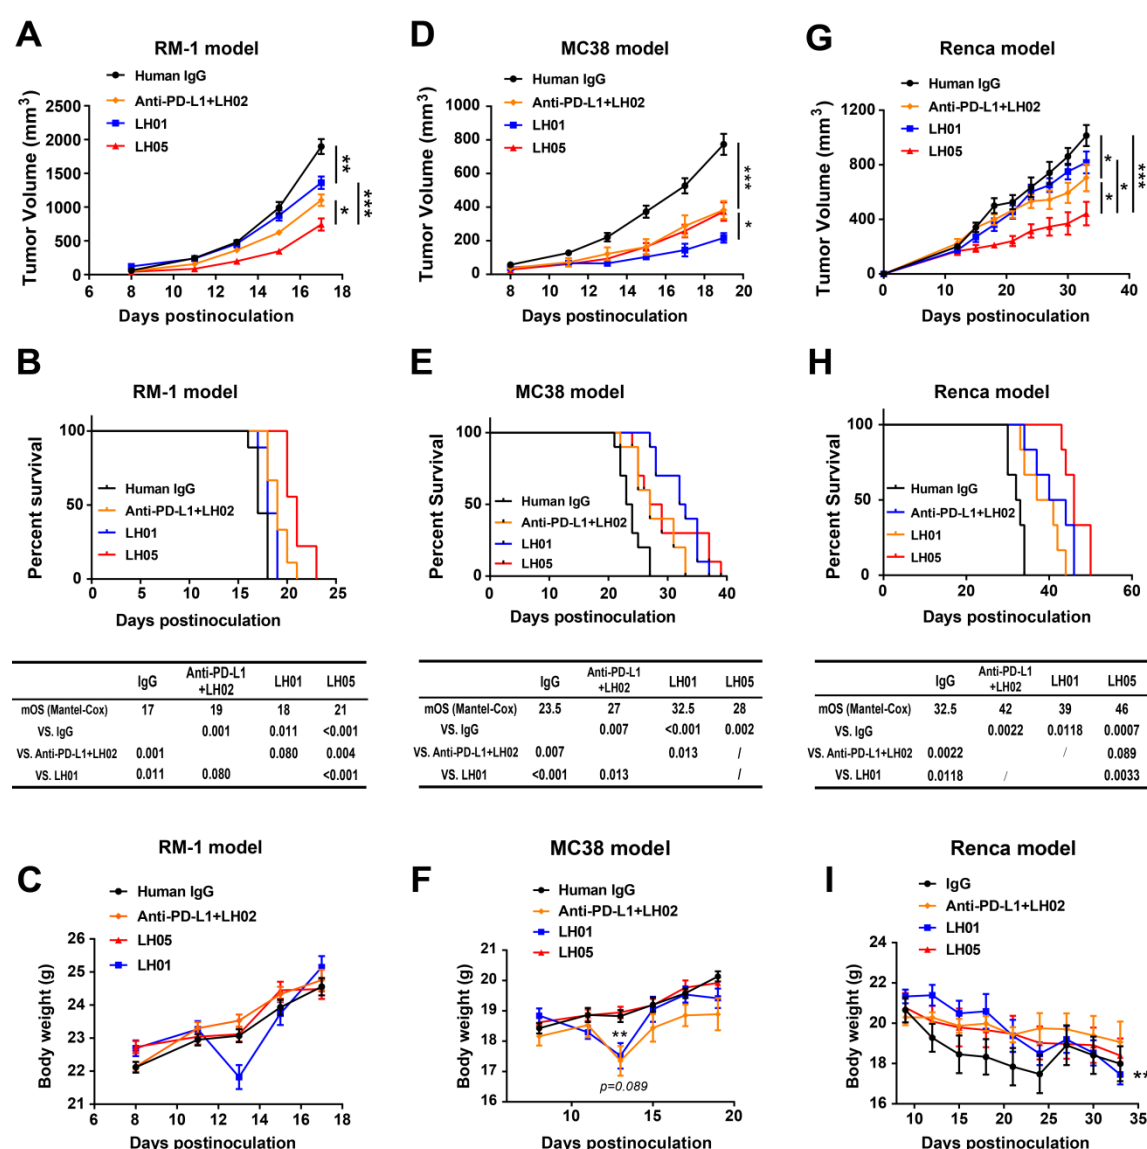 A
RM-1 model
Human IgG
Anti-PD-L1+LH02
LH01
LH05
Tumor Volume (mm³)
2500
2000
1500
1000
500
0
6 8 10 12 14 16 18
Days postinoculation
**
*
***
D
MC38 model
Human IgG
Anti-PD-L1+LH02
LH01
LH05
Tumor Volume (mm³)
1000
800
600
400
200
0
8 10 12 14 16 18 20
Days postinoculation
***
*
G
Renca model
Human IgG
Anti-PD-L1+LH02
LH01
LH05
Tumor Volume (mm³)
1200
800
400
0
0 10 20 30 40
Days postinoculation
*
*
*
***
B
RM-1 model
Percent survival
100
50
0
Human IgG
Anti-PD-L1+LH02
LH01
LH05
0 5 10 15 20 25
Days postinoculation
E
MC38 model
Percent Survival
100
50
0
Human IgG
Anti-PD-L1+LH02
LH01
LH05
0 10 20 30 40
Days postinoculation
H
Renca model
Percent Survival
100
50
0
Human IgG
Anti-PD-L1+LH02
LH01
LH05
0 20 40 60
Days postinoculation
IgG Anti-PD-L1 +LH02 LH01 LH05
mOS (Mantel-Cox) 17 19 18 21
VS. IgG 0.001 0.011 <0.001
VS. Anti-PD-L1+LH02 0.001 0.080 0.004
VS. LH01 0.011 0.080 <0.001
IgG Anti-PD-L1 +LH02 LH01 LH05
mOS (Mantel-Cox) 23.5 27 32.5 28
VS. IgG 0.007 <0.001 0.002
VS. Anti-PD-L1+LH02 0.007 0.013 /
VS. LH01 <0.001 0.013 /
IgG Anti-PD-L1 +LH02 LH01 LH05
mOS (Mantel-Cox) 32.5 42 39 46
VS. IgG 0.0022 0.0118 0.0007
VS. Anti-PD-L1+LH02 0.0022 / 0.089
VS. LH01 0.0118 / 0.0033
C
RM-1 model
Human IgG
Anti-PD-L1+LH02
LH05
LH01
Body weight (g)
26
25
24
23
22
21
6 8 10 12 14 16 18
Days postinoculation
F
MC38 model
Human IgG
Anti-PD-L1+LH02
LH01
LH05
Body weight (g)
21
20
19
18
17
16
11 15 20
**
p=0.089
Days postinoculation
I
Renca model
IgG
Anti-PD-L1+LH02
LH01
LH05
Body weight (g)
24
22
20
18
16
10 15 20 25 30 35
**
Days postinoculation